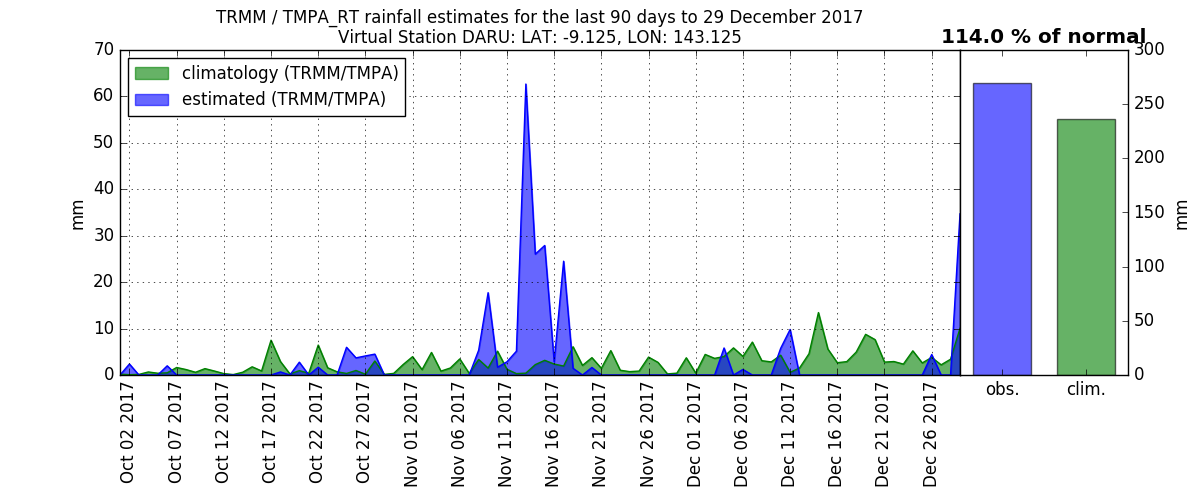 TRMM / TMPA_RT rainfall estimates for the last 90 days to 29 December 2017
Virtual Station DARU: LAT: -9.125, LON: 143.125
114.0 % of normal
climatology (TRMM/TMPA)
estimated (TRMM/TMPA)
mm
70
60
50
40
30
20
10
0
Oct 02 2017
Oct 07 2017
Oct 12 2017
Oct 17 2017
Oct 22 2017
Oct 27 2017
Nov 01 2017
Nov 06 2017
Nov 11 2017
Nov 16 2017
Nov 21 2017
Nov 26 2017
Dec 01 2017
Dec 06 2017
Dec 11 2017
Dec 16 2017
Dec 21 2017
Dec 26 2017
obs.
clim.
300
250
200
150
100
50
0
mm